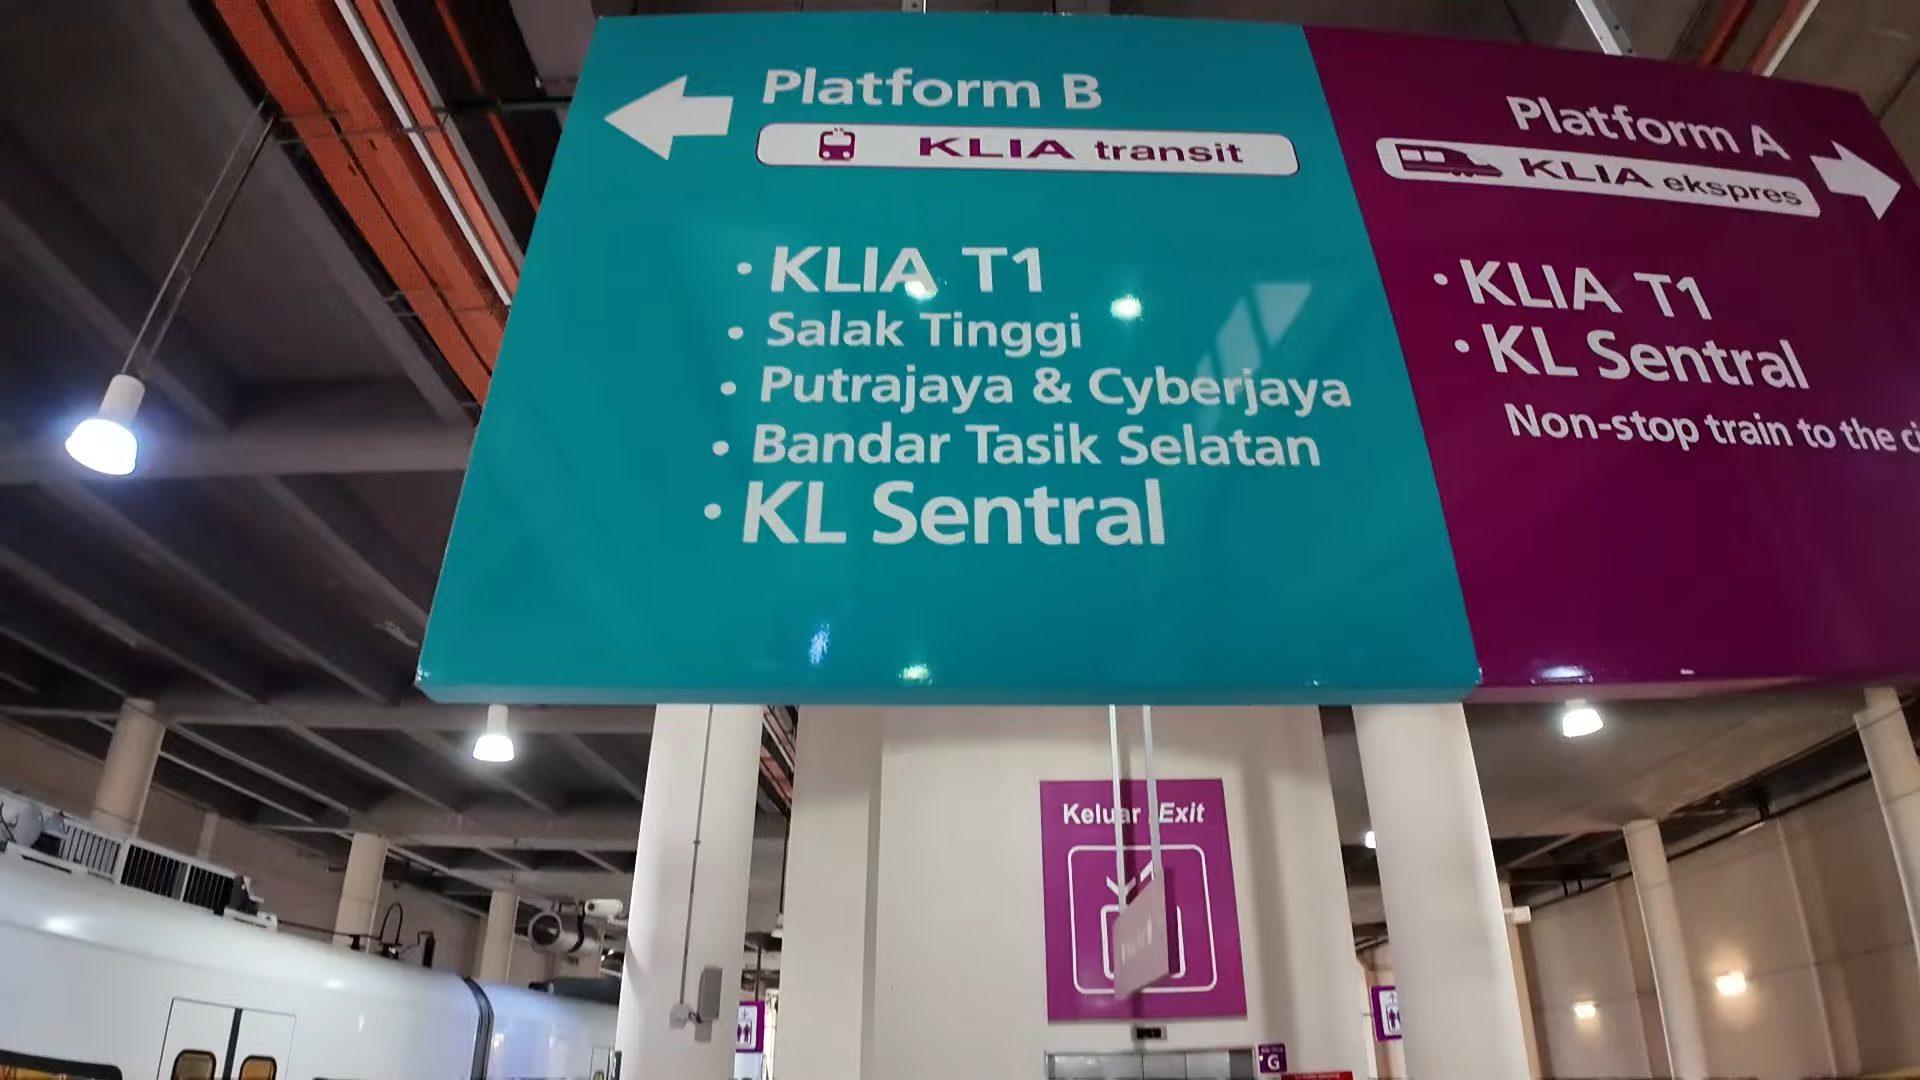 Platform B
KLIA transit
• KLIA T1
• Salak Tinggi
• Putrajaya & Cyberjaya
• Bandar Tasik Selatan
• KL Sentral
Platform A
KLIA ekspres
• KLIA T1
• KL Sentral
Non-stop train to the
Keluar Exit
G